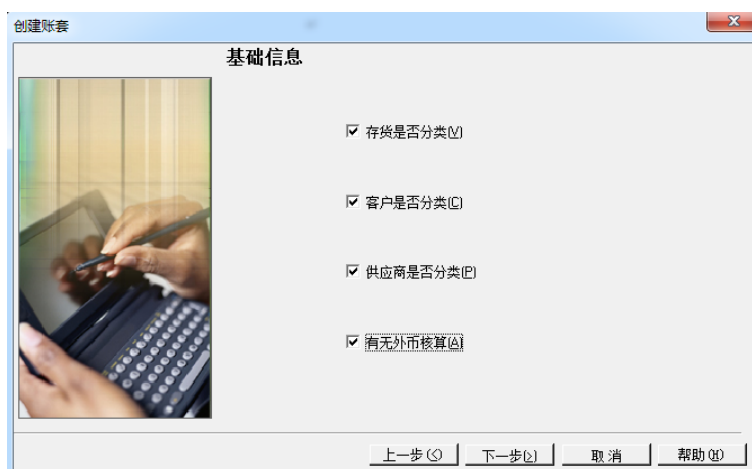 创建账套
基础信息
存货是否分类(V)
客户是否分类(C)
供应商是否分类(P)
有无外币核算(A)
上一步(<) 下一步(>) 取消 帮助(H)